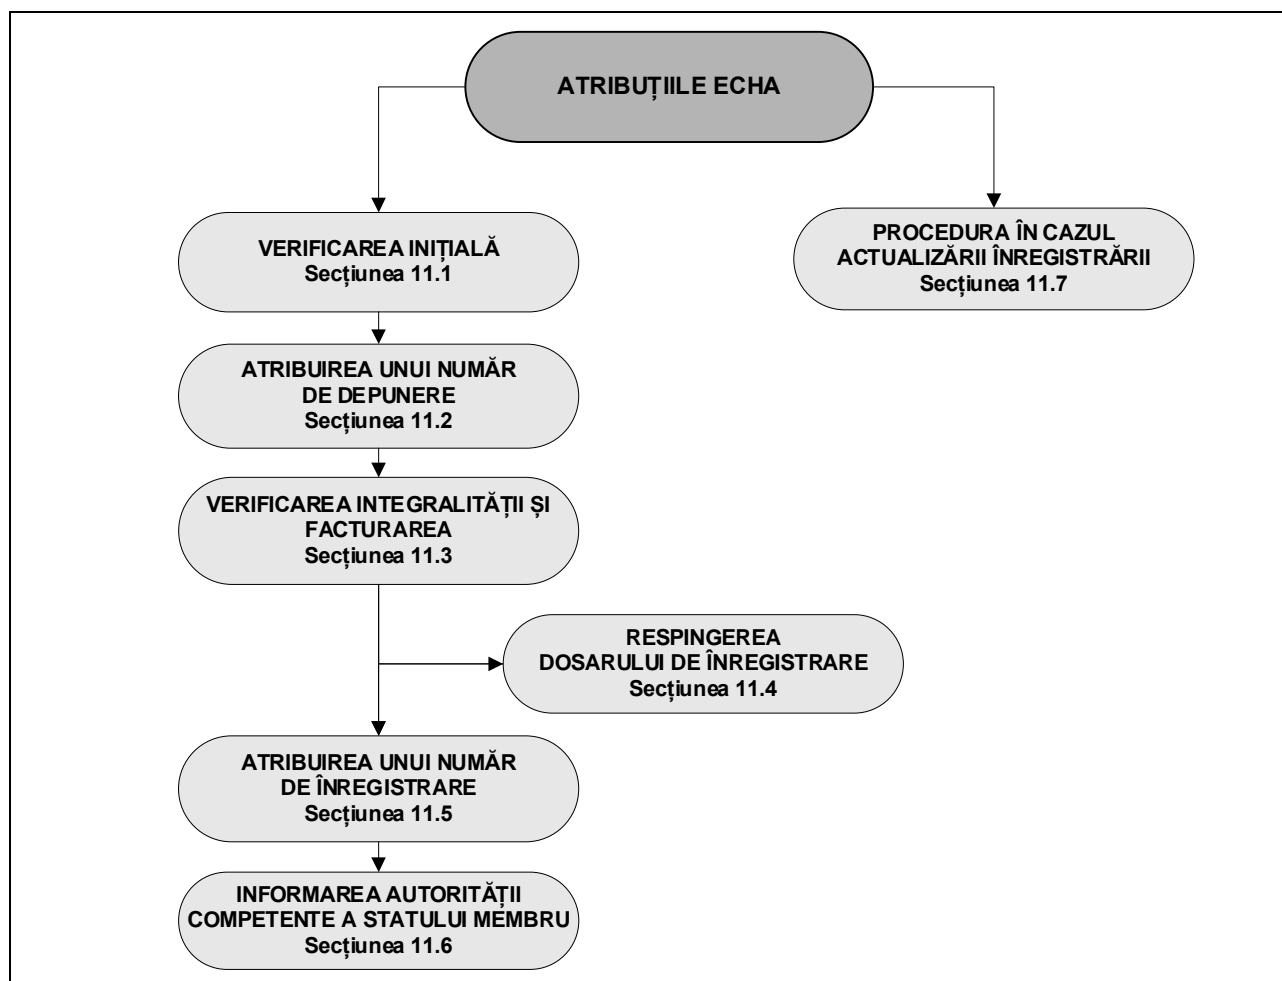 ATRIBUȚIILE ECHA
VERIFICAREA INIȚIALĂ
Secțiunea 11.1
PROCEDURA ÎN CAZUL
ACTUALIZĂRII ÎNREGISTRĂRII
Secțiunea 11.7
ATRIBUIREA UNUI NUMĂR
DE DEPUNERE
Secțiunea 11.2
VERIFICAREA INTEGRALITĂȚII ȘI
FACTURAREA
Secțiunea 11.3
RESPINGEREA
DOSARULUI DE ÎNREGISTRARE
Secțiunea 11.4
ATRIBUIREA UNUI NUMĂR
DE ÎNREGISTRARE
Secțiunea 11.5
INFORMAREA AUTORITĂȚII
COMPETENTE A STATULUI MEMBRU
Secțiunea 11.6